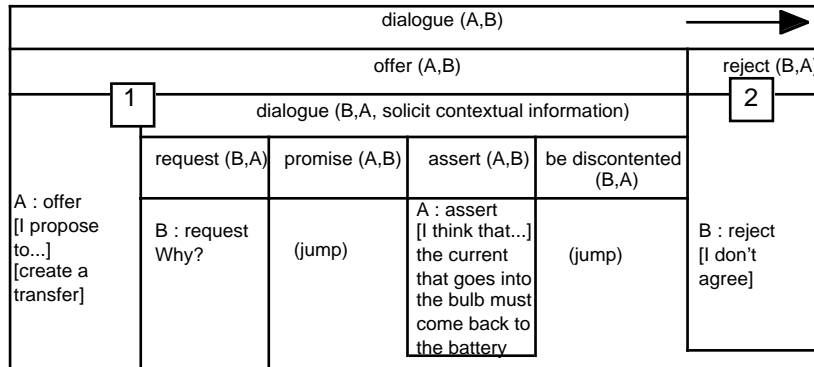 dialogue (A,B)
offer (A,B)
reject (B,A)
1
2
dialogue (B,A, solicit contextual information)
request (B,A)
promise (A,B)
assert (A,B)
be discontented
(B,A)
A : offer
[I propose
to...]
[create a
transfer]
B : request
Why?
(jump)
A : assert
[I think that...]
the current
that goes into
the bulb must
come back to
the battery
(jump)
B : reject
[I don't
agree]